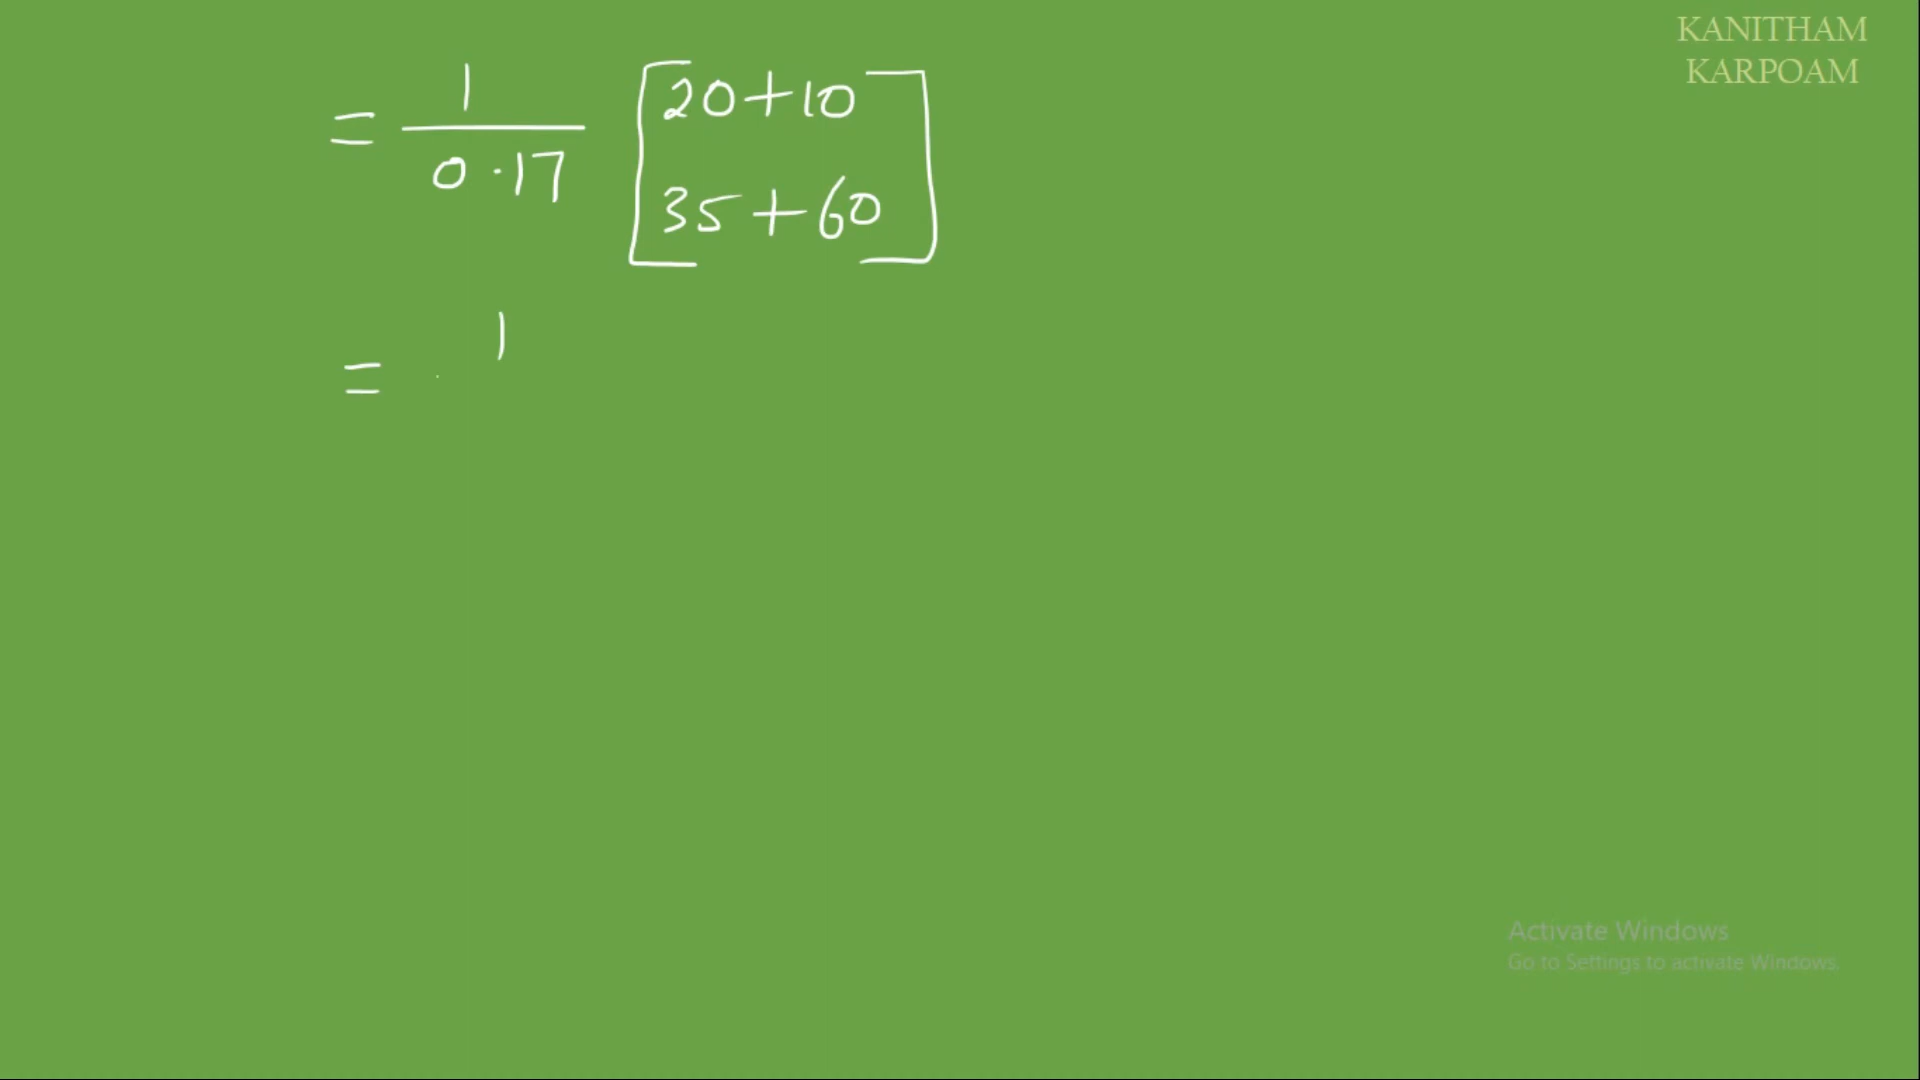 KANITHAM
KARPOAM
= 1/0.17 [20+10
35+60]
= 1
Activate Windows
Go to Settings to activate Windows.